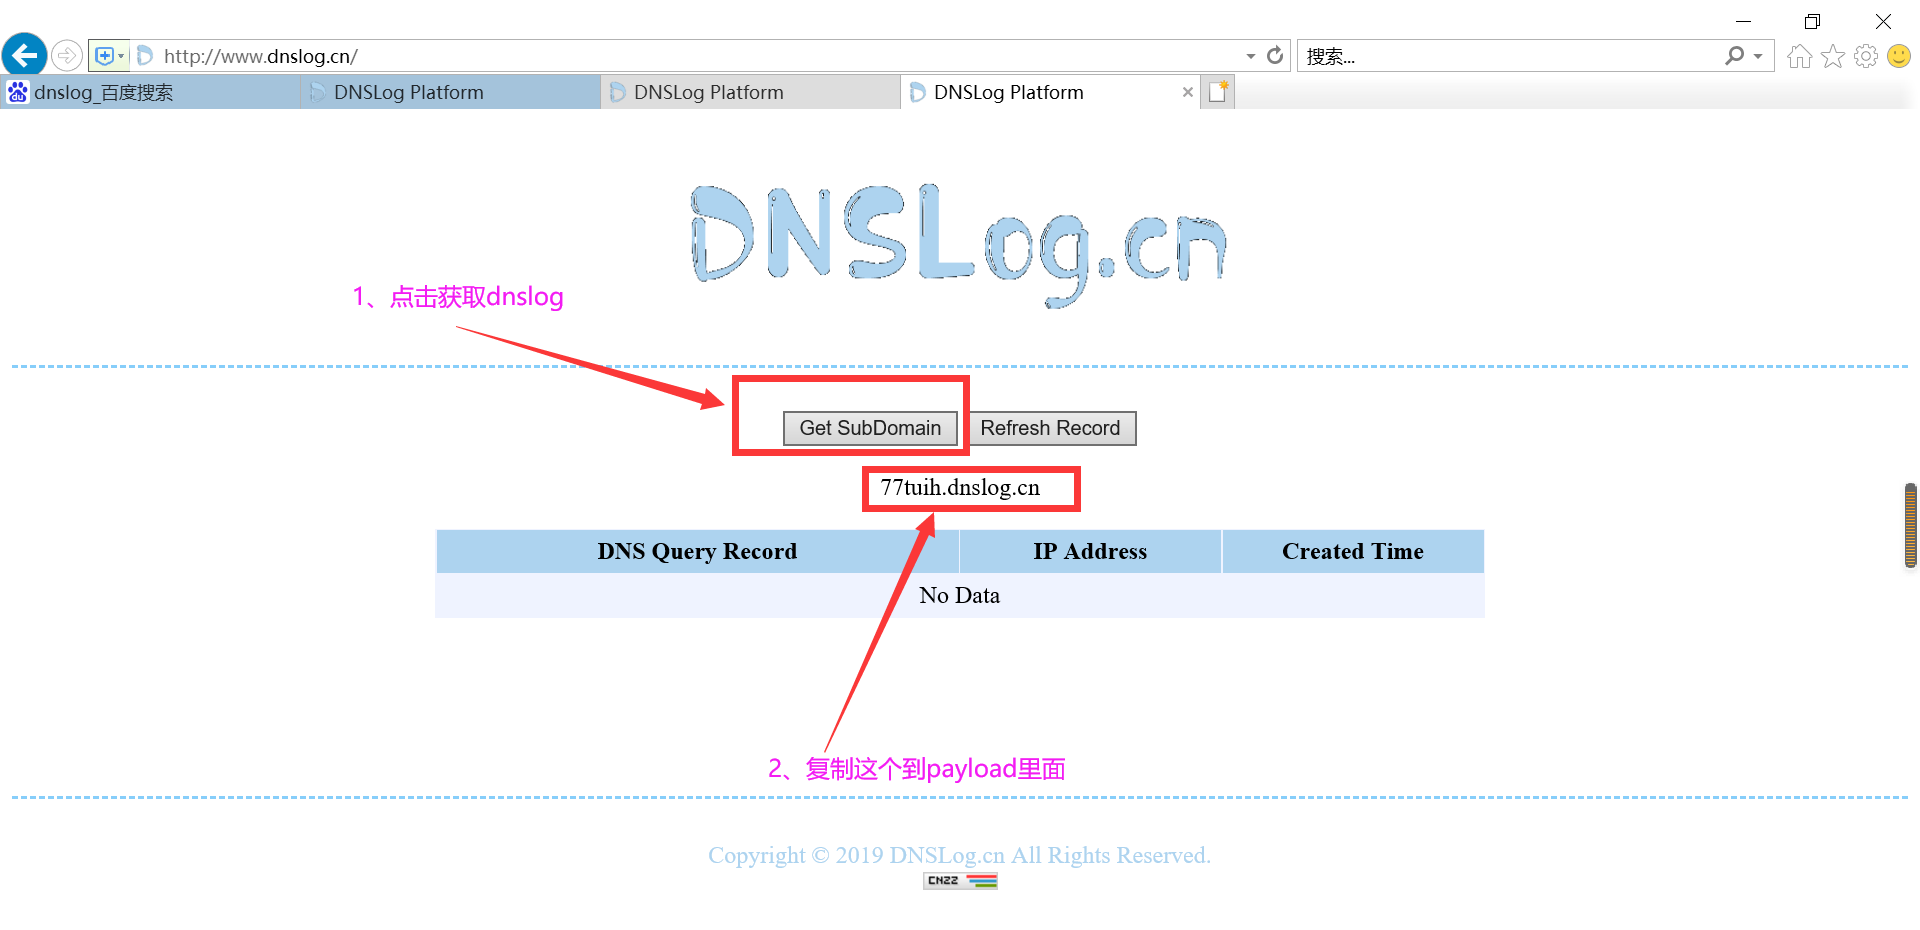 http://www.dnslog.cn/
搜索...
dnslog_百度搜索
DNSLog Platform
DNSLog Platform
DNSLog Platform
DNSLog.cn
1、点击获取dnslog
Get SubDomain
Refresh Record
77tuih.dnslog.cn
DNS Query Record
IP Address
Created Time
No Data
2、复制这个到payload里面
Copyright © 2019 DNSLog.cn All Rights Reserved.
CNZZ